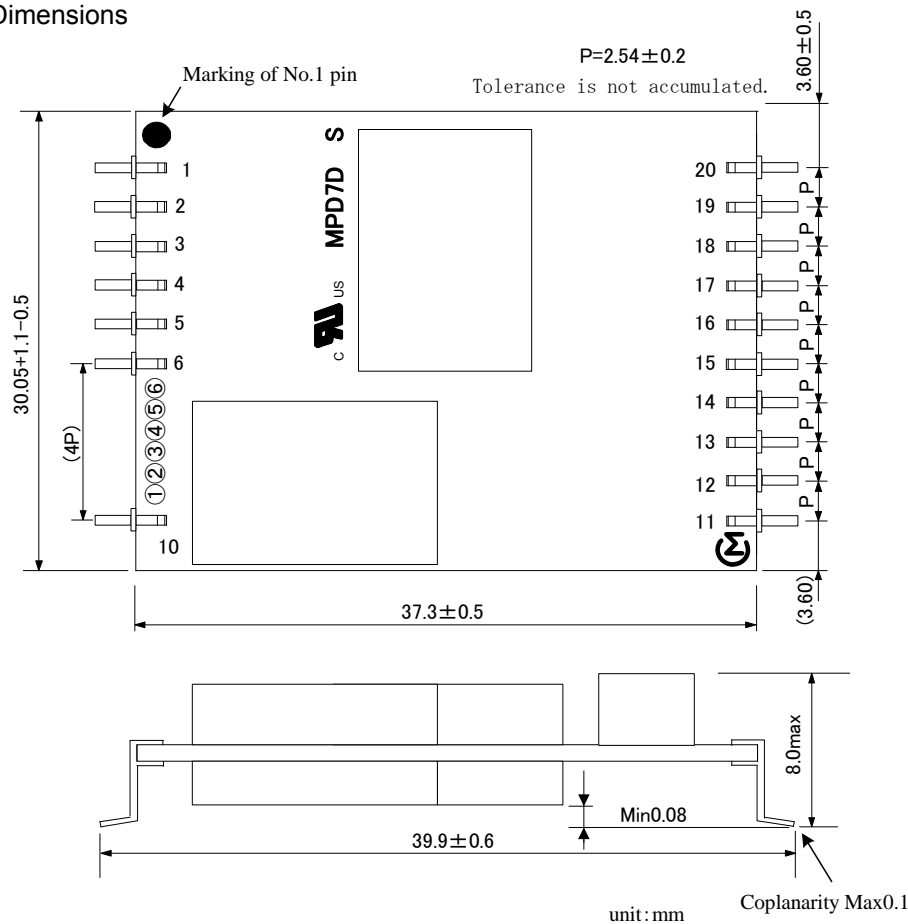 Dimensions
P=2.54±0.2
Tolerance is not accumulated.
3.60±0.5
Marking of No.1 pin
MPD7D S
C US
1
2
3
4
5
6
10
20
19
18
17
16
15
14
13
12
11
P
P
P
P
P
P
P
P
P
30.05+1.1-0.5
(4P)
①②③④⑤⑥
(3.60)
37.3±0.5
8.0max
Min0.08
39.9±0.6
Coplanarity Max0.1
unit:mm